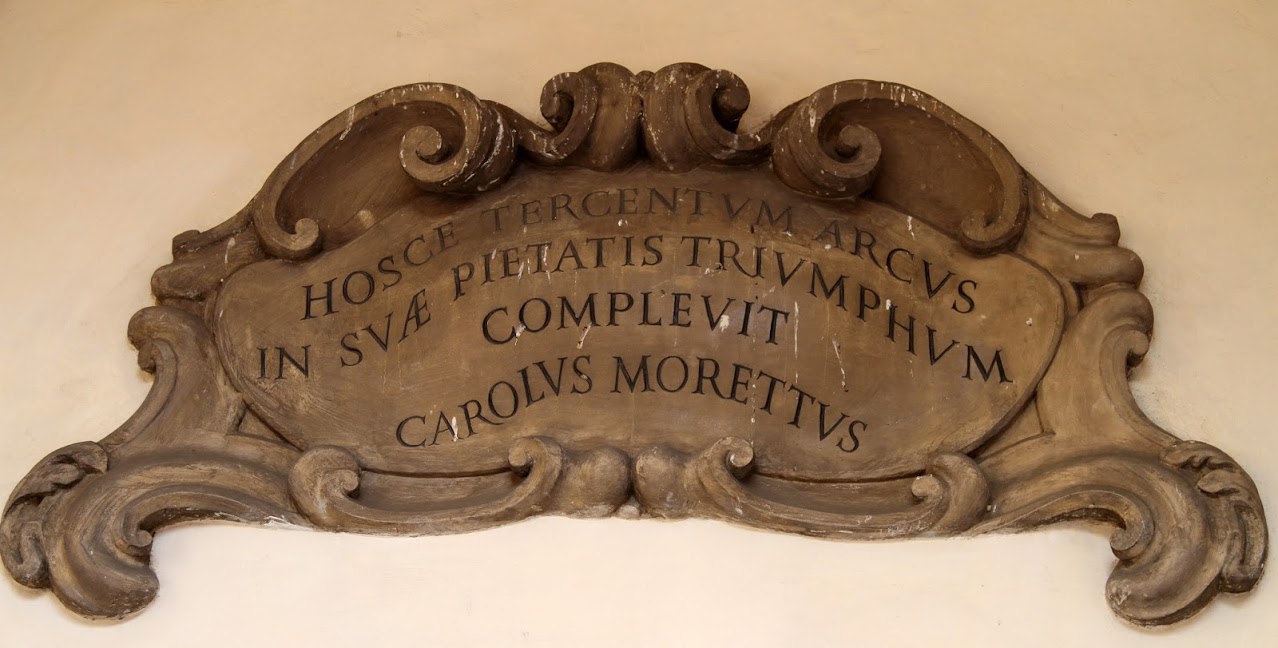 HOSCE TERCENTVM ARCVS
IN SVÆ PIETATIS TRIVMPHVM
COMPLEVIT
CAROLVS MORETTVS